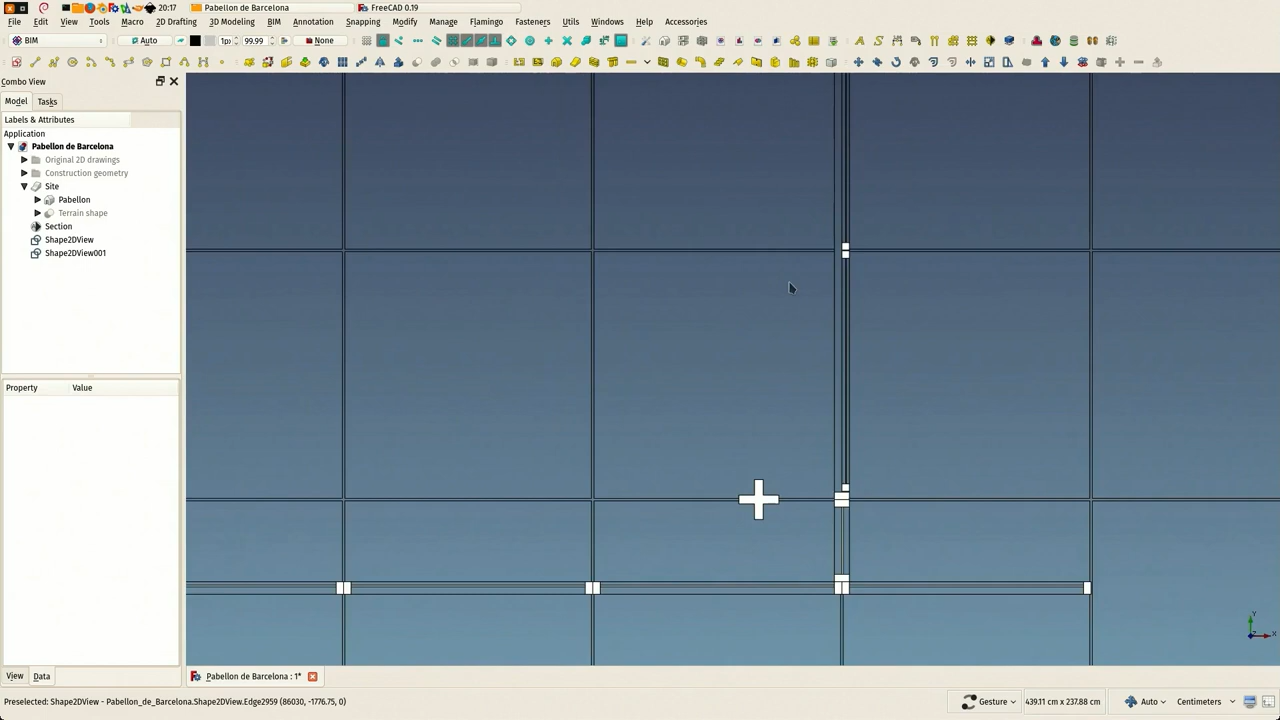 20:17 Pabellon de Barcelona FreeCAD 0.19
File Edit View Tools Macro 2D Drafting 3D Modeling BIM Annotation Snapping Modify Manage Flamingo Fasteners Utils Windows Help Accessories
BIM Auto 1p) 99.99 None
Combo View
Model Tasks
Labels & Attributes
Application
Pabellon de Barcelona
Original 2D drawings
Construction geometry
Site
Pabellon
Terrain shape
Section
Shape2DView
Shape2DView001
Property Value
Y
X
View Data Pabellon de Barcelona : 1*
Preselected: Shape2DView - Pabellon_de_Barcelona.Shape2DView.Edge2959 (86030, -1776.75, 0) Gesture 439.11 cm x 237.88 cm Auto Centimeters